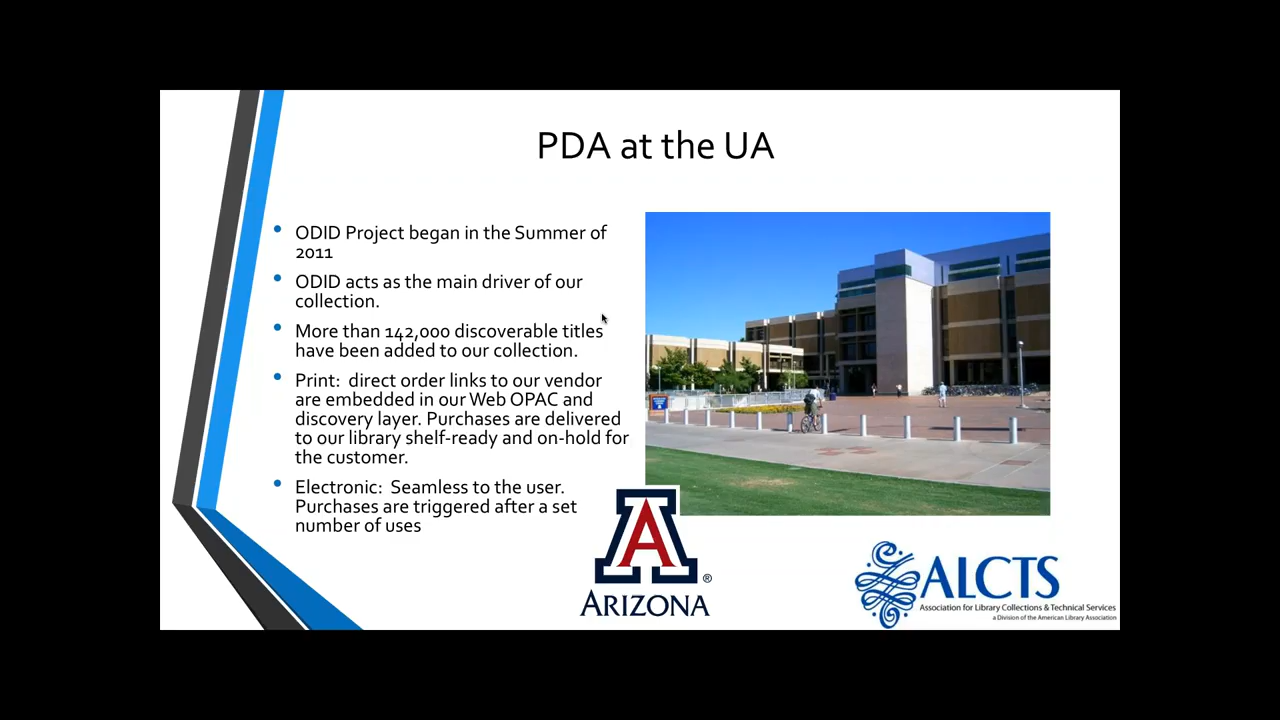 PDA at the UA
ODID Project began in the Summer of
2011
ODID acts as the main driver of our
collection.
More than 142,000 discoverable titles
have been added to our collection.
Print:  direct order links to our vendor
are embedded in our Web OPAC and
discovery layer. Purchases are delivered
to our library shelf-ready and on-hold for
the customer.
Electronic:  Seamless to the user.
Purchases are triggered after a set
number of uses
A
®
ARIZONA
ALCTS
Association for Library Collections & Technical Services
a Division of the American Library Association